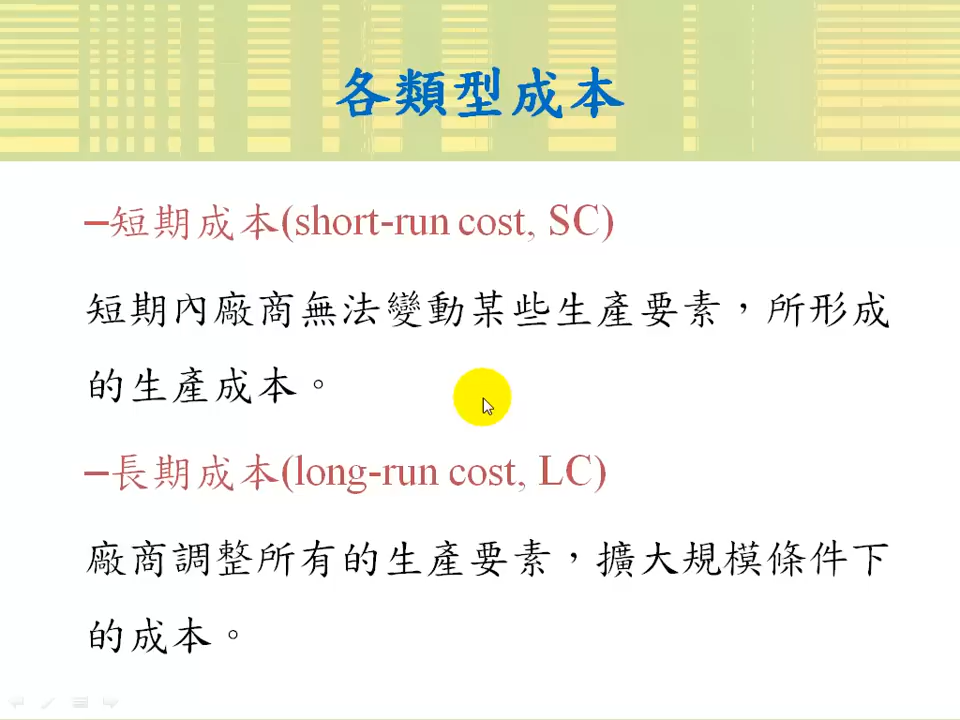 各類型成本
–短期成本(short-run cost, SC)
短期內廠商無法變動某些生產要素，所形成
的生產成本。
–長期成本(long-run cost, LC)
廠商調整所有的生產要素，擴大規模條件下
的成本。